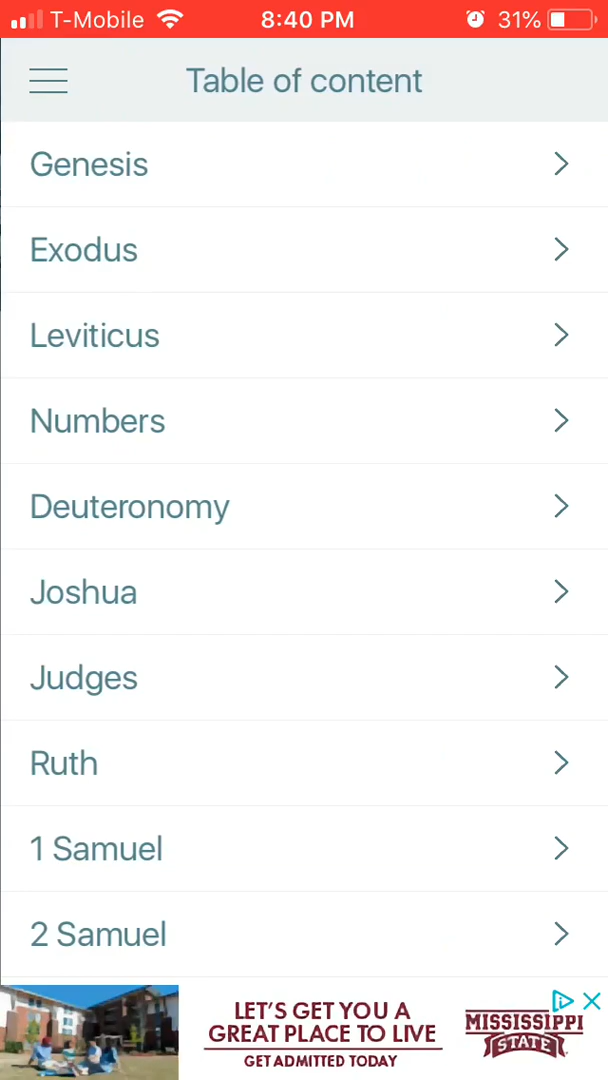 T-Mobile 8:40 PM 31%
Table of content
Genesis
Exodus
Leviticus
Numbers
Deuteronomy
Joshua
Judges
Ruth
1 Samuel
2 Samuel
LET'S GET YOU A
GREAT PLACE TO LIVE
GET ADMITTED TODAY
MISSISSIPPI
STATE